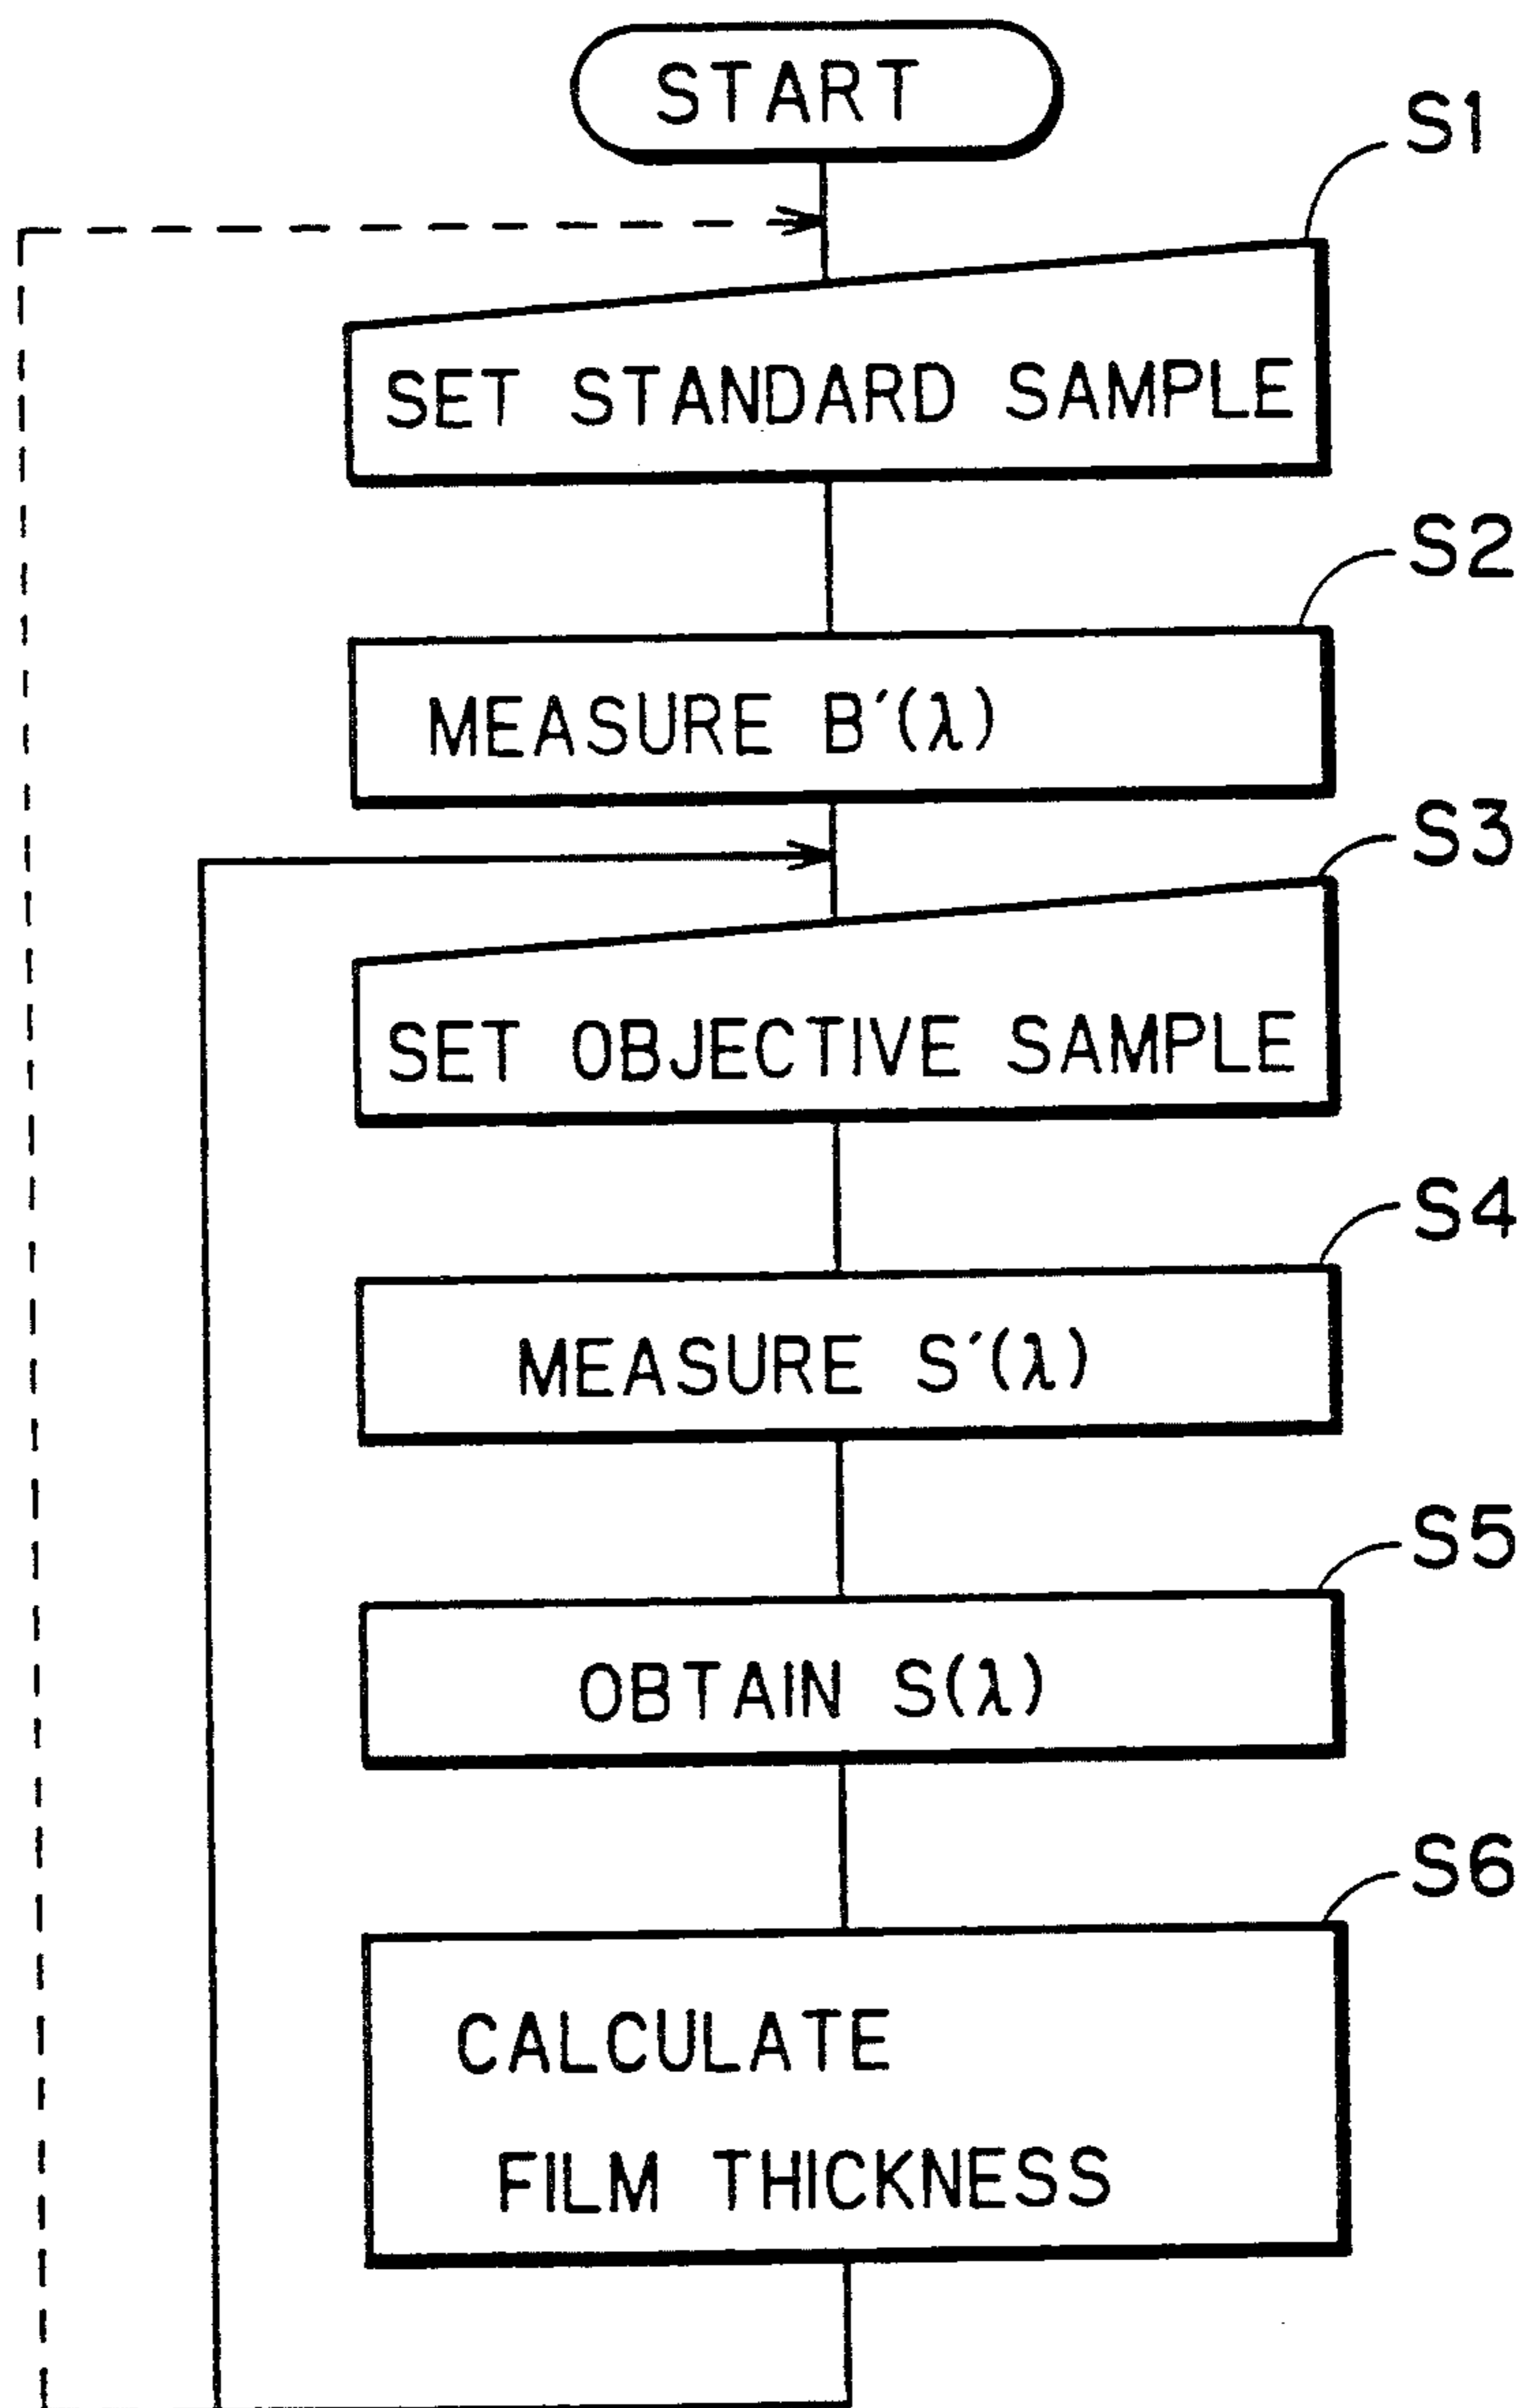 START
S1
SET STANDARD SAMPLE
S2
MEASURE B′(λ)
S3
SET OBJECTIVE SAMPLE
S4
MEASURE S′(λ)
S5
OBTAIN S(λ)
S6
CALCULATE
FILM THICKNESS